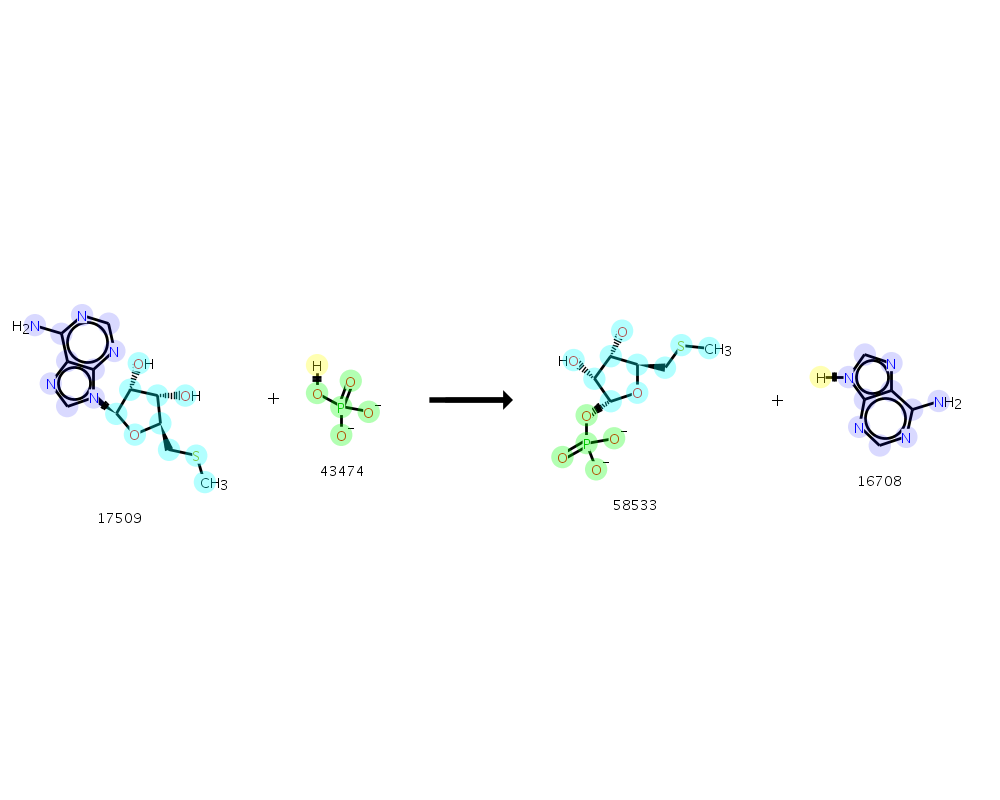 H2N N N N N OH OH O S CH3
17509
+
H O P O O- O-
43474
O HO O S CH3 O P O O- O-
58533
+
H N N N N NH2
16708